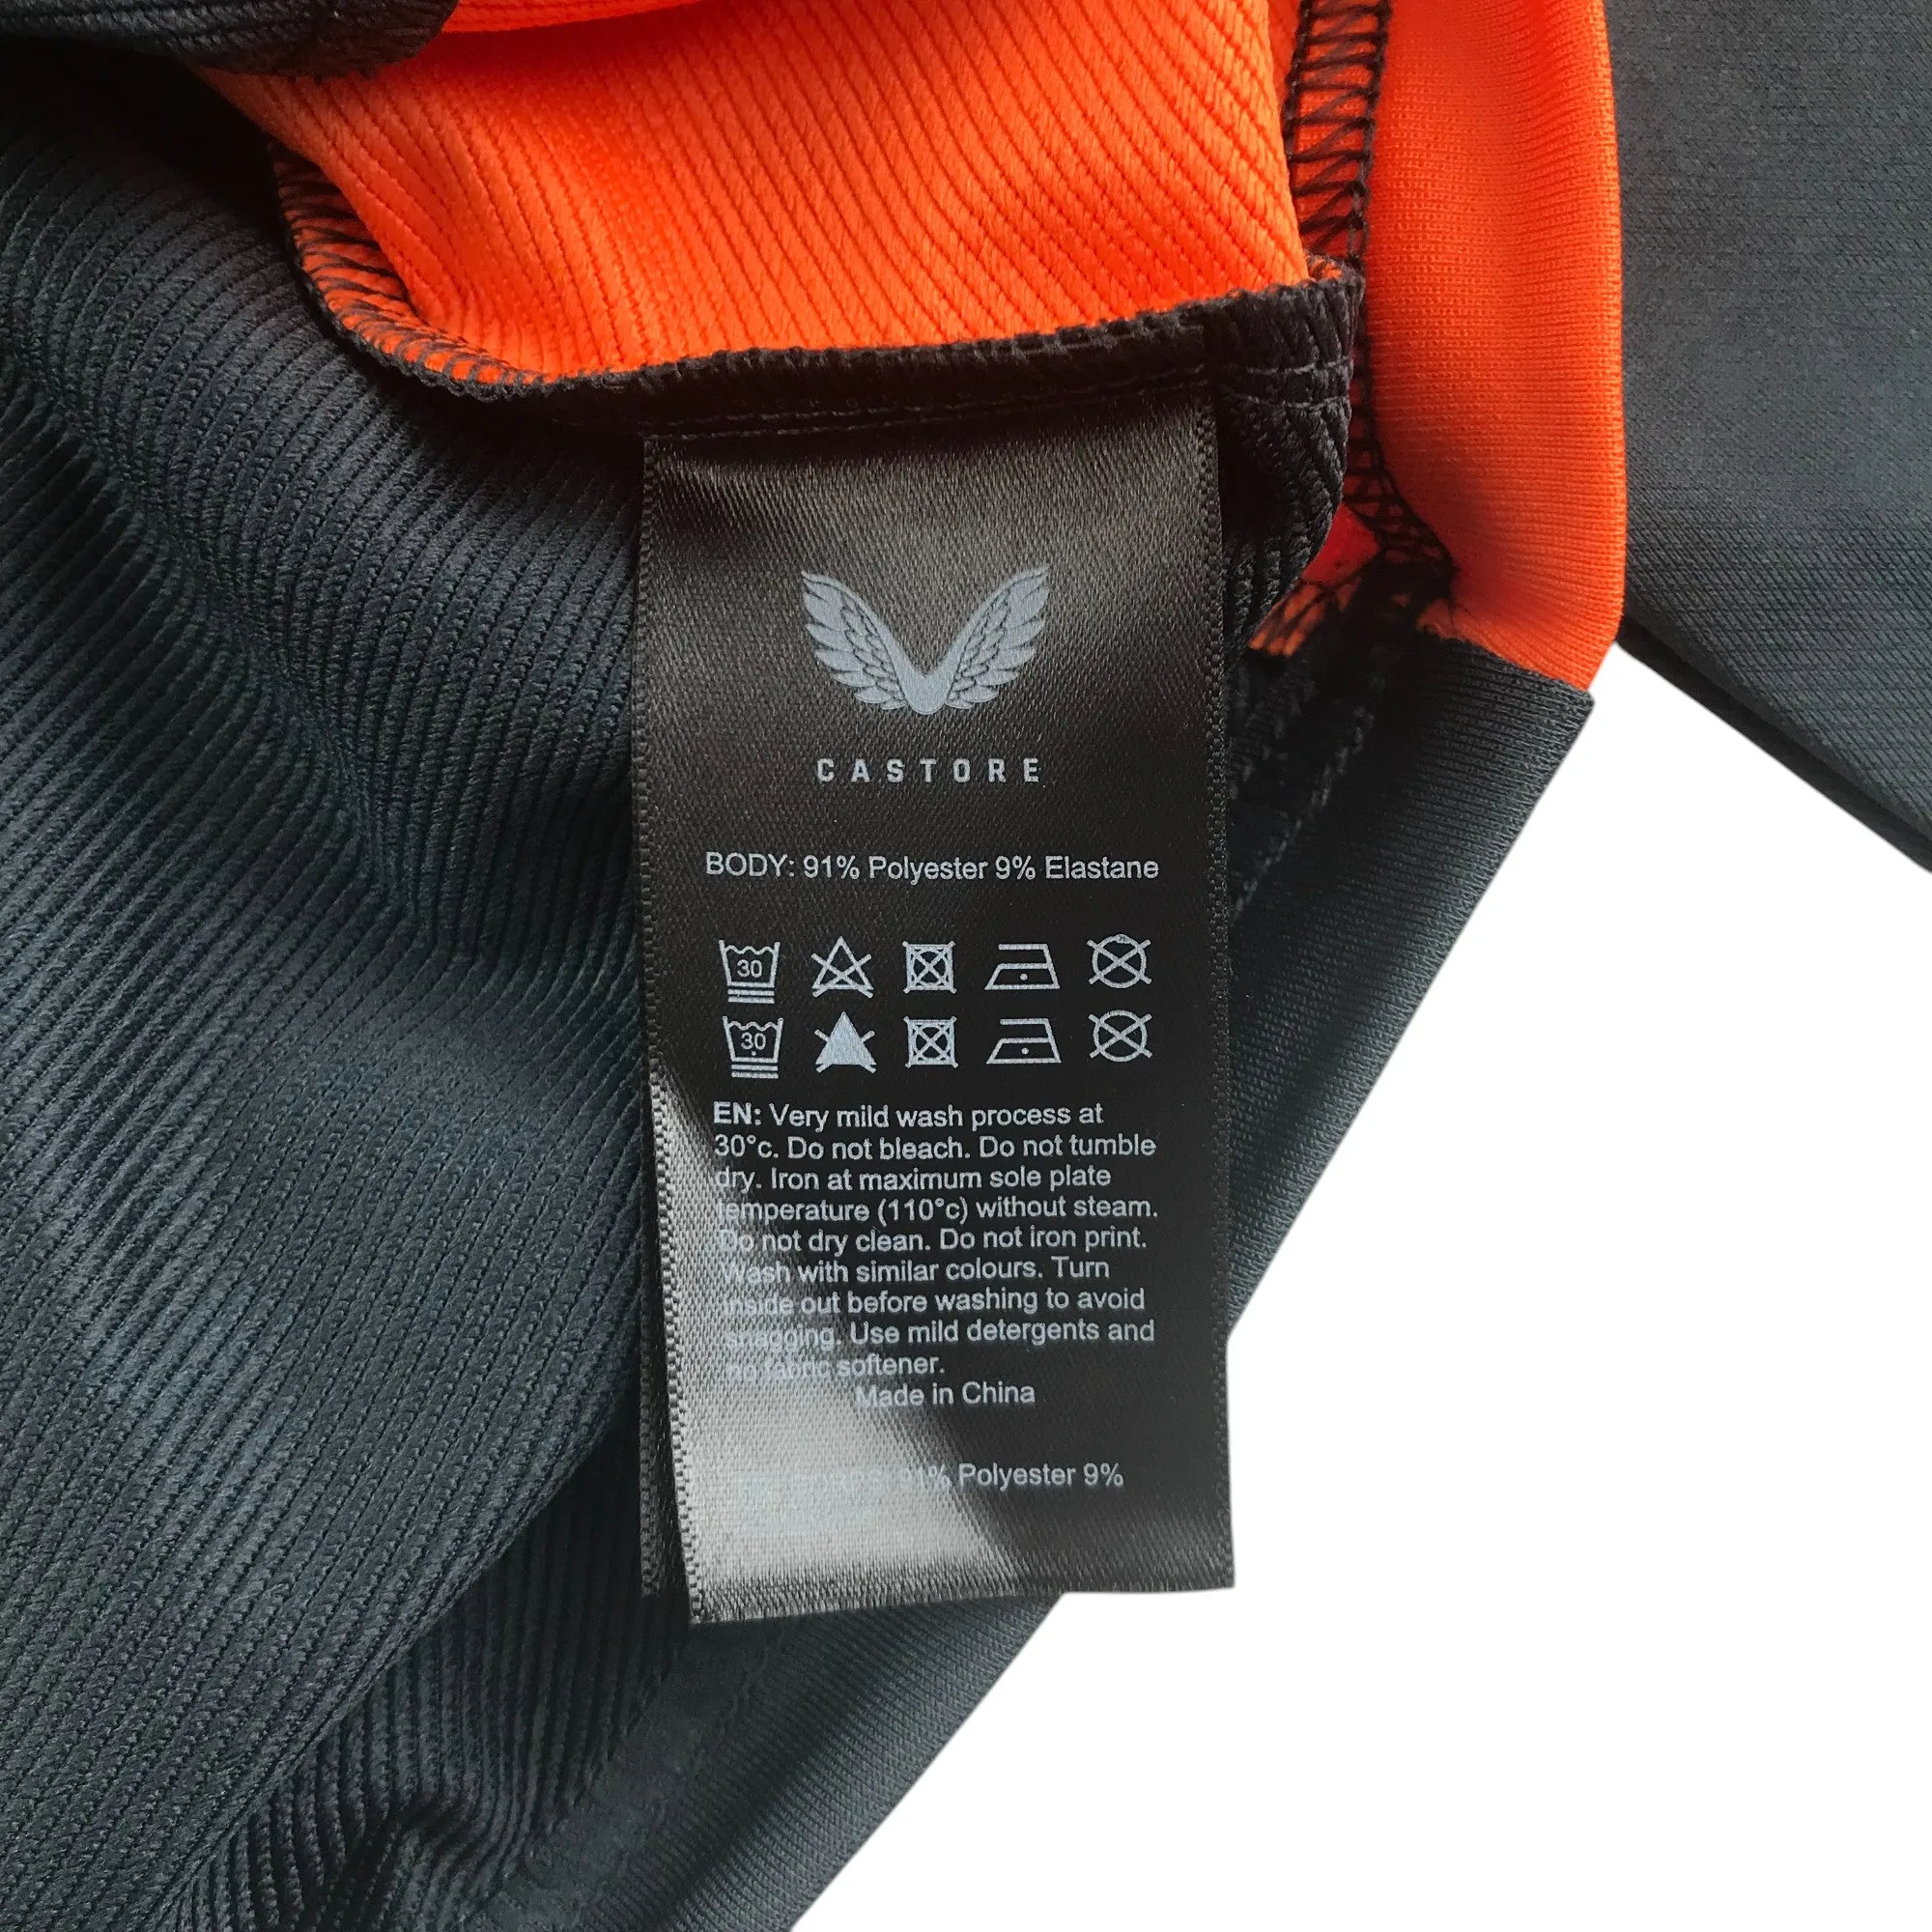 CASTORE
BODY: 91% Polyester 9% Elastane
30
30
EN: Very mild wash process at
30°c. Do not bleach. Do not tumble
dry. Iron at maximum sole plate
temperature (110°c) without steam.
Do not dry clean. Do not iron print.
Wash with similar colours. Turn
inside out before washing to avoid
snagging. Use mild detergents and
no fabric softener.
Made in China
91% Polyester 9%